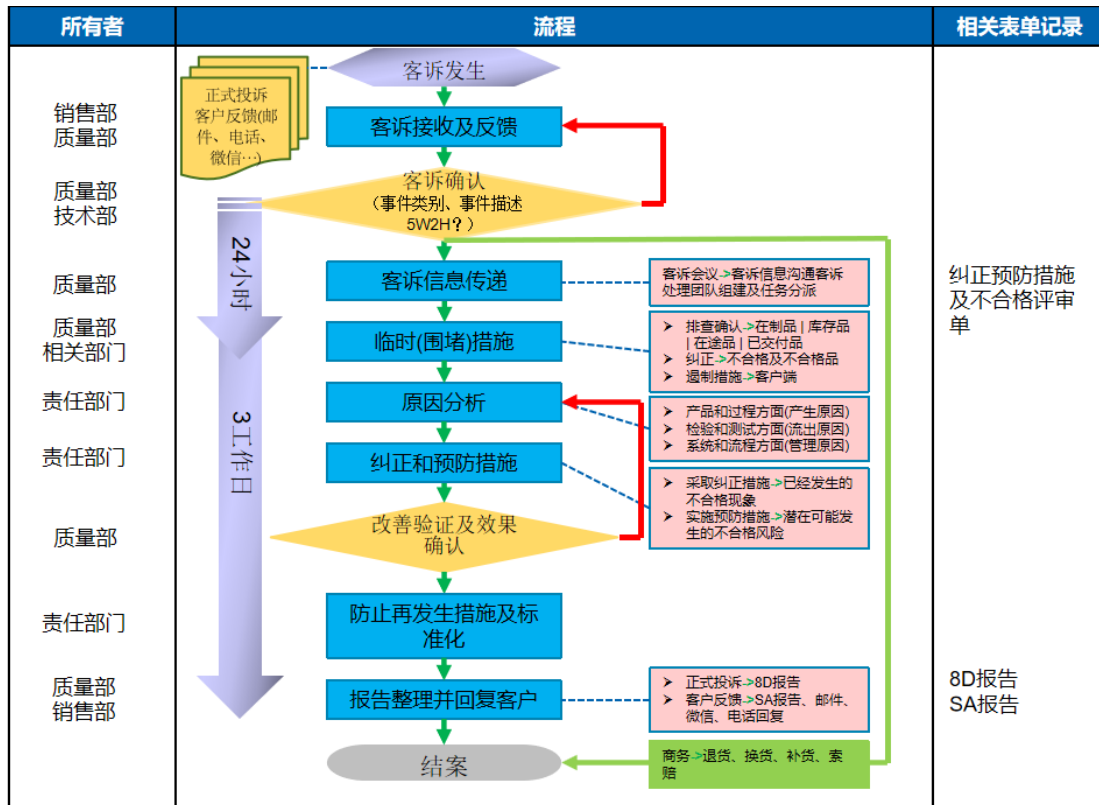 所有者
流程
相关表单记录
客诉发生
正式投诉
客户反馈(邮
件、电话、
微信…)
销售部
质量部
客诉接收及反馈
质量部
技术部
客诉确认
(事件类别、事件描述
5W2H？)
24小时
质量部
客诉信息传递
客诉会议->客诉信息沟通客诉
处理团队组建及任务分派
纠正预防措施
及不合格评审
单
质量部
相关部门
临时(围堵)措施
➢ 排查确认->在制品 | 库存品
| 在途品 | 已交付品
➢ 纠正->不合格及不合格品
➢ 遏制措施->客户端
3工作日
责任部门
原因分析
➢ 产品和过程方面(产生原因)
➢ 检验和测试方面(流出原因)
➢ 系统和流程方面(管理原因)
责任部门
纠正和预防措施
➢ 采取纠正措施->已经发生的
不合格现象
➢ 实施预防措施->潜在可能发
生的不合格风险
质量部
改善验证及效果
确认
责任部门
防止再发生措施及标
准化
质量部
销售部
报告整理并回复客户
➢ 正式投诉->8D报告
➢ 客户反馈->SA报告、邮件、
微信、电话回复
8D报告
SA报告
结案
商务->退货、换货、补货、索
赔